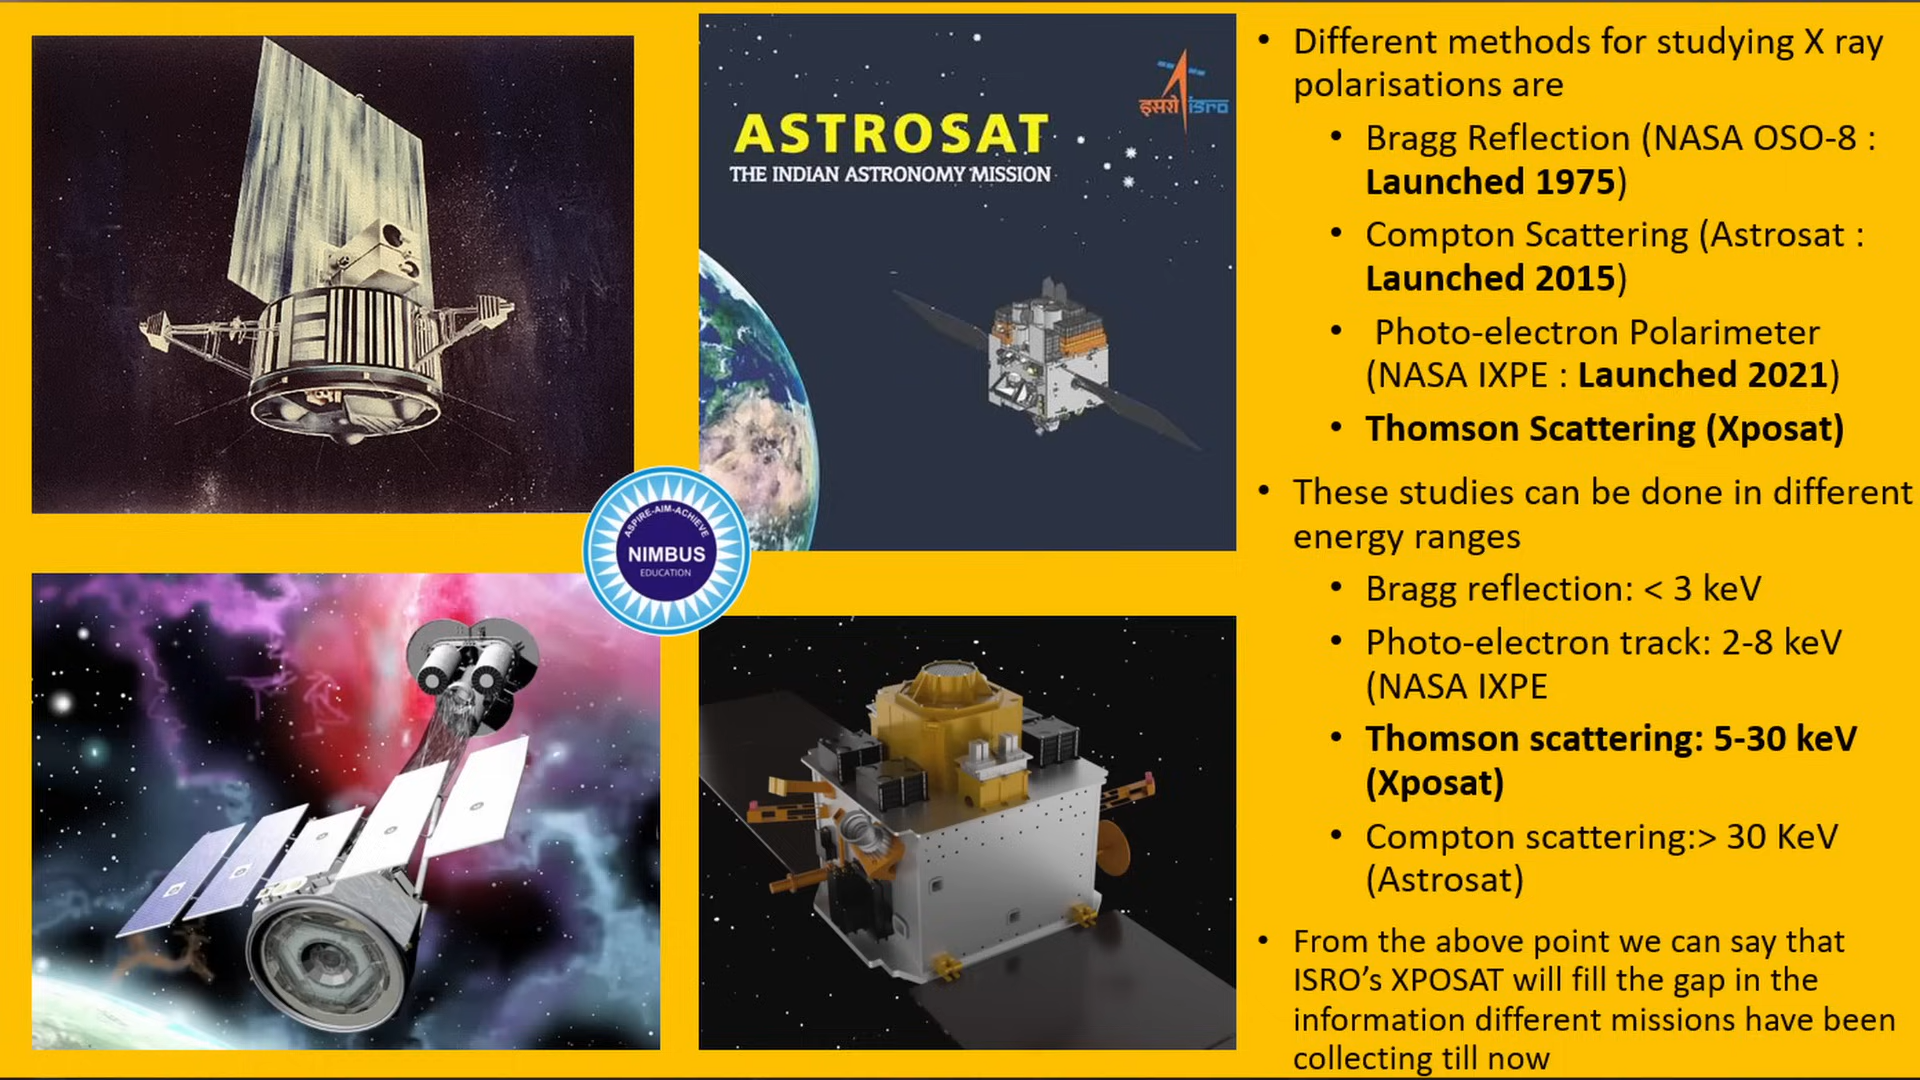 ASTROSAT
THE INDIAN ASTRONOMY MISSION
इसरो isro
ASPIRE-AIM-ACHIEVE
NIMBUS
EDUCATION
• Different methods for studying X ray
polarisations are
• Bragg Reflection (NASA OSO-8 :
Launched 1975)
• Compton Scattering (Astrosat :
Launched 2015)
• Photo-electron Polarimeter
(NASA IXPE : Launched 2021)
• Thomson Scattering (Xposat)
• These studies can be done in different
energy ranges
• Bragg reflection: < 3 keV
• Photo-electron track: 2-8 keV
(NASA IXPE
• Thomson scattering: 5-30 keV
(Xposat)
• Compton scattering:> 30 KeV
(Astrosat)
• From the above point we can say that
ISRO’s XPOSAT will fill the gap in the
information different missions have been
collecting till now